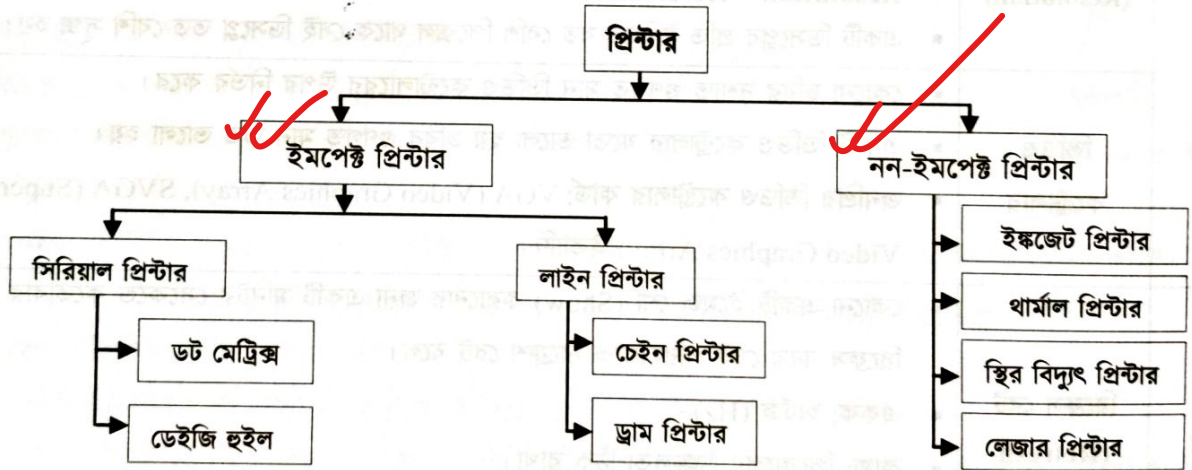 প্রিন্টার
ইমপেক্ট প্রিন্টার
নন-ইমপেক্ট প্রিন্টার
সিরিয়াল প্রিন্টার
ডট মেট্রিক্স
ডেইজি হুইল
লাইন প্রিন্টার
চেইন প্রিন্টার
ড্রাম প্রিন্টার
ইঙ্কজেট প্রিন্টার
থার্মাল প্রিন্টার
স্থির বিদ্যুৎ প্রিন্টার
লেজার প্রিন্টার